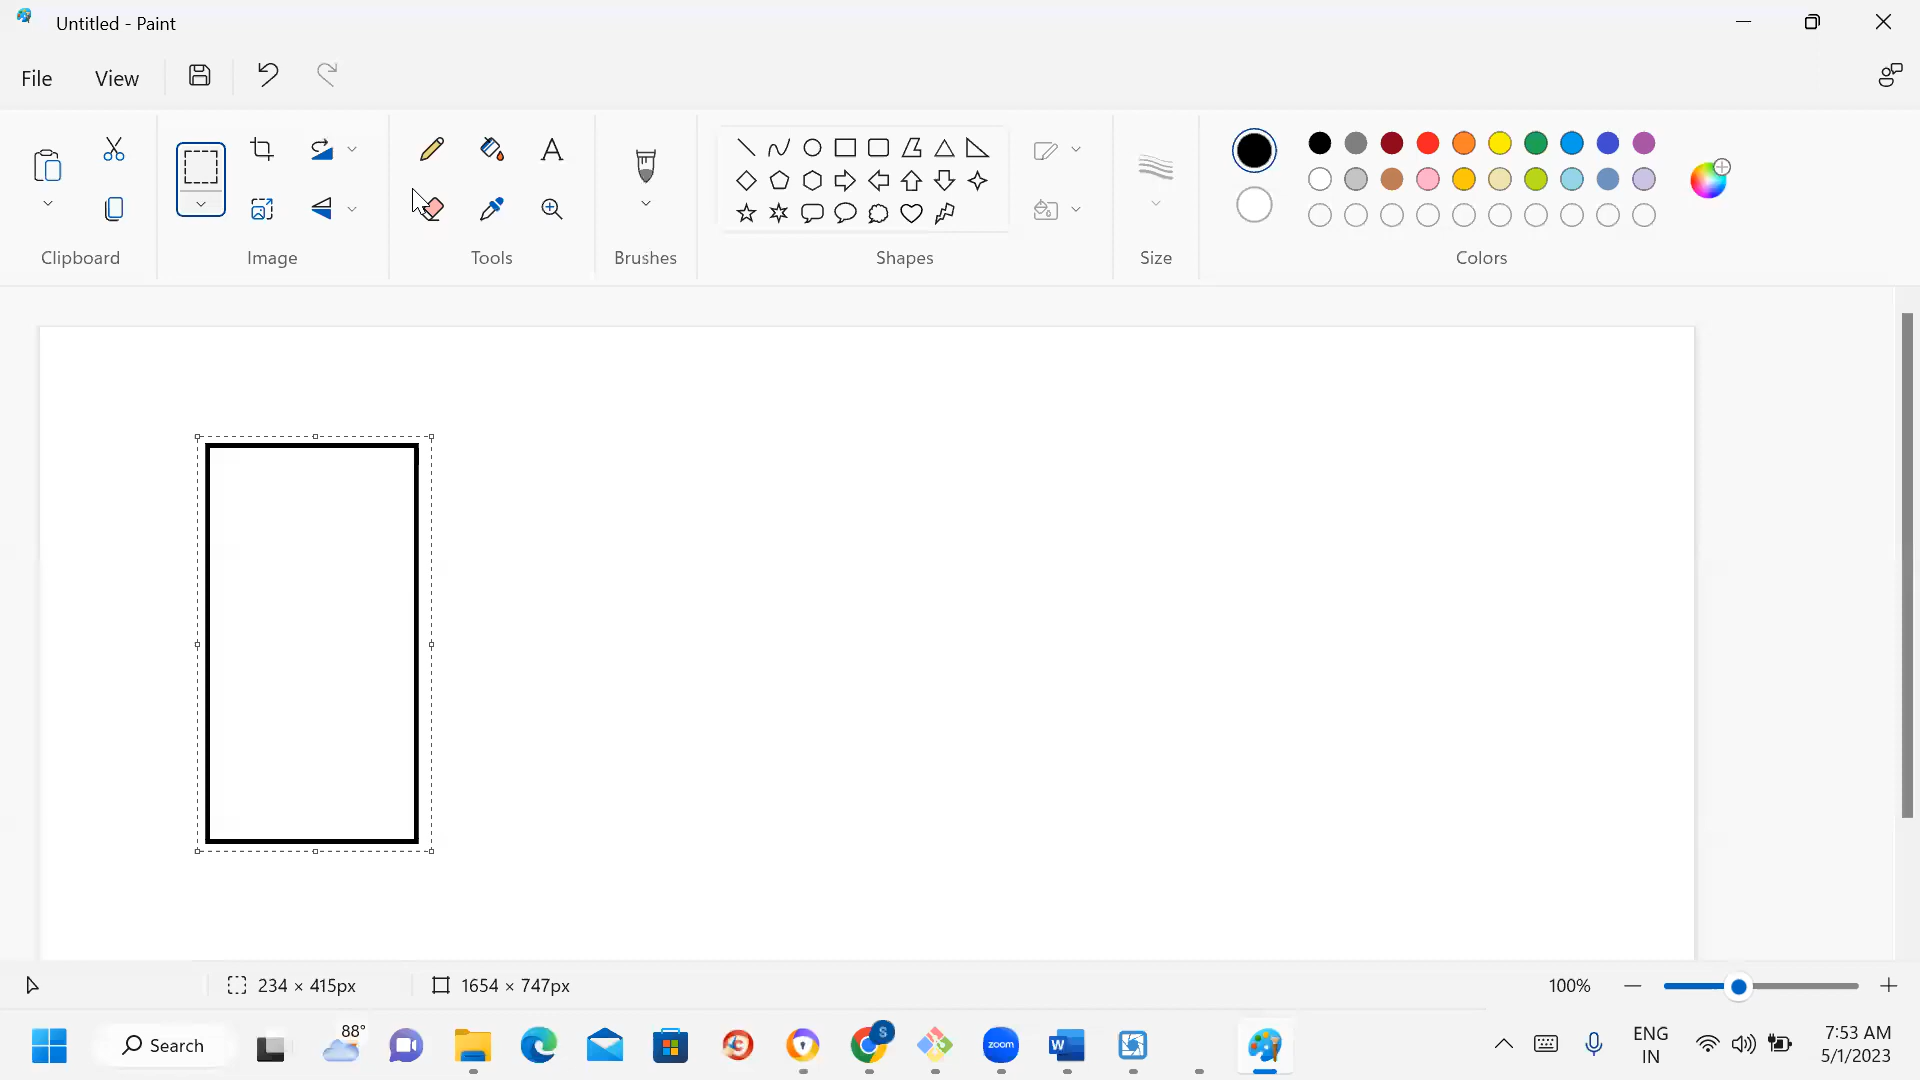 Untitled - Paint
File
View
Clipboard
Image
Tools
Brushes
Shapes
Size
Colors
234 × 415px
1654 × 747px
100%
Search
88°
S
zoom
W
ENG
IN
7:53 AM
5/1/2023